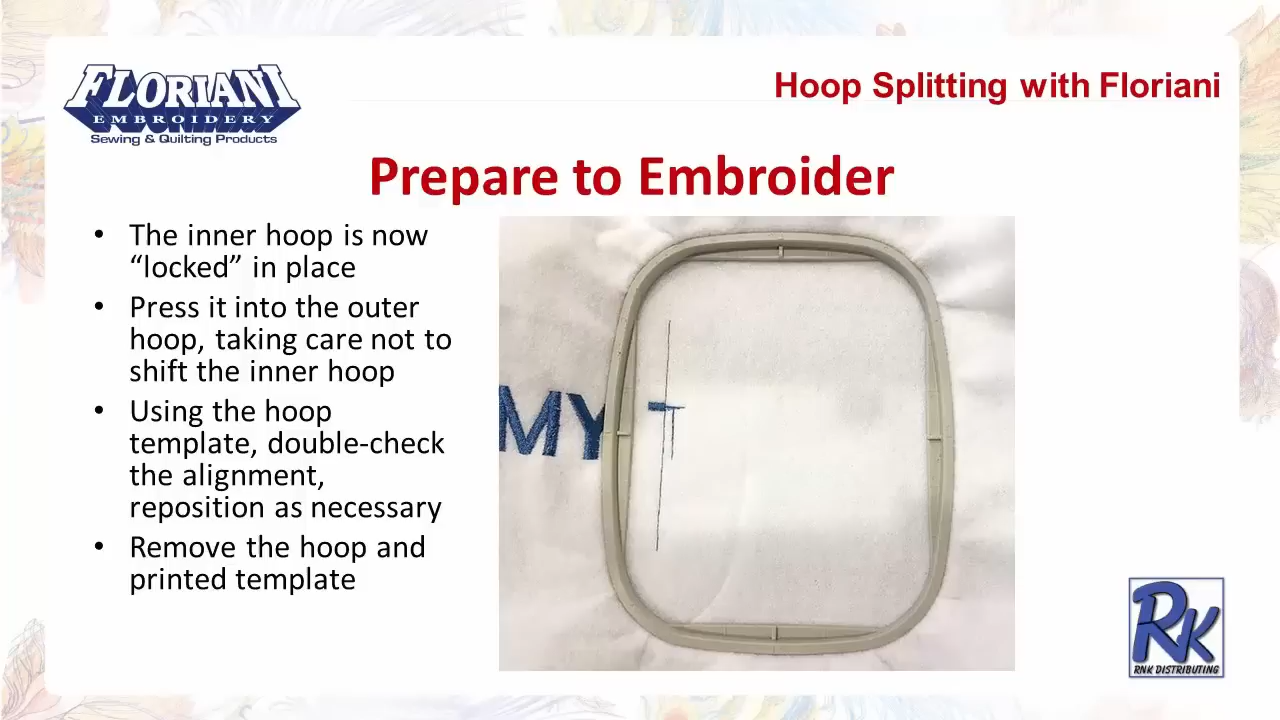 FLORIANI
EMBROIDERY
Sewing & Quilting Products
Hoop Splitting with Floriani
Prepare to Embroider
• The inner hoop is now
“locked” in place
• Press it into the outer
hoop, taking care not to
shift the inner hoop
• Using the hoop
template, double-check
the alignment,
reposition as necessary
• Remove the hoop and
printed template
MY T
RK
RNK DISTRIBUTING